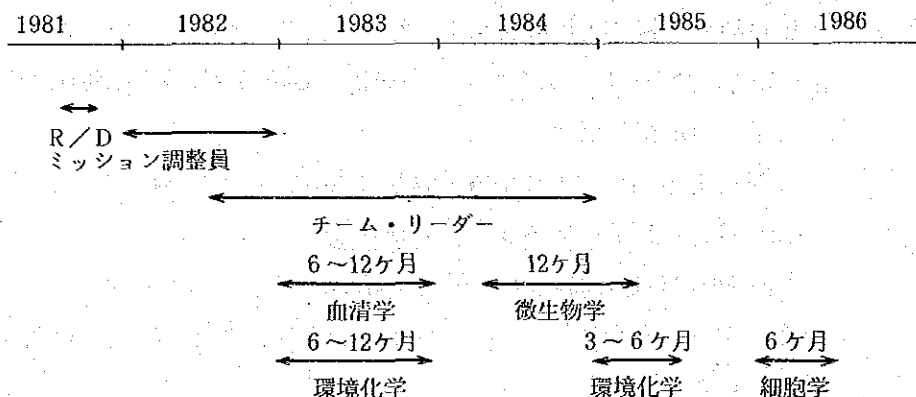 1981 1982 1983 1984 1985 1986
R／D
ミッション調整員
チーム・リーダー
6～12ケ月 12ケ月
血清学 微生物学
6～12ケ月 3～6ケ月 6ケ月
環境化学 環境化学 細胞学